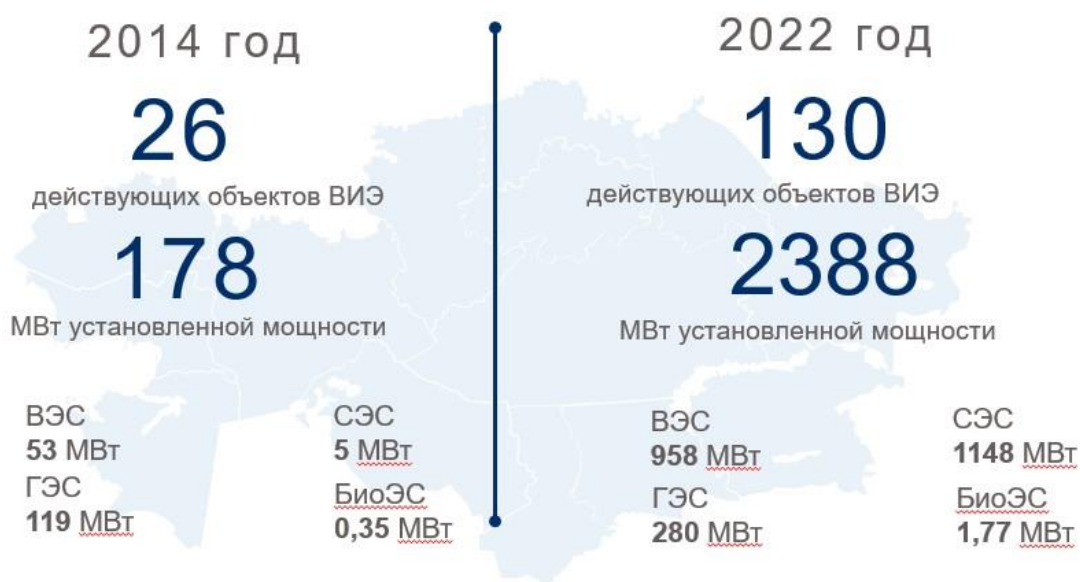 2014 год
26
действующих объектов ВИЭ
178
МВт установленной мощности
ВЭС
53 МВт
ГЭС
119 МВт
СЭС
5 МВт
БиоЭС
0,35 МВт
2022 год
130
действующих объектов ВИЭ
2388
МВт установленной мощности
ВЭС
958 МВт
ГЭС
280 МВт
СЭС
1148 МВт
БиоЭС
1,77 МВт